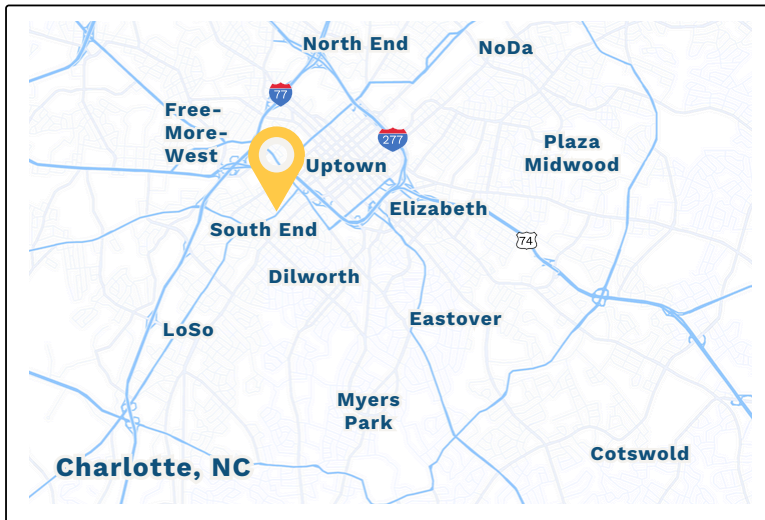 North End
NoDa
77
Free-
More-
West
277
Uptown
Plaza
Midwood
Elizabeth
South End
74
Dilworth
Eastover
LoSo
Myers
Park
Cotswold
Charlotte, NC